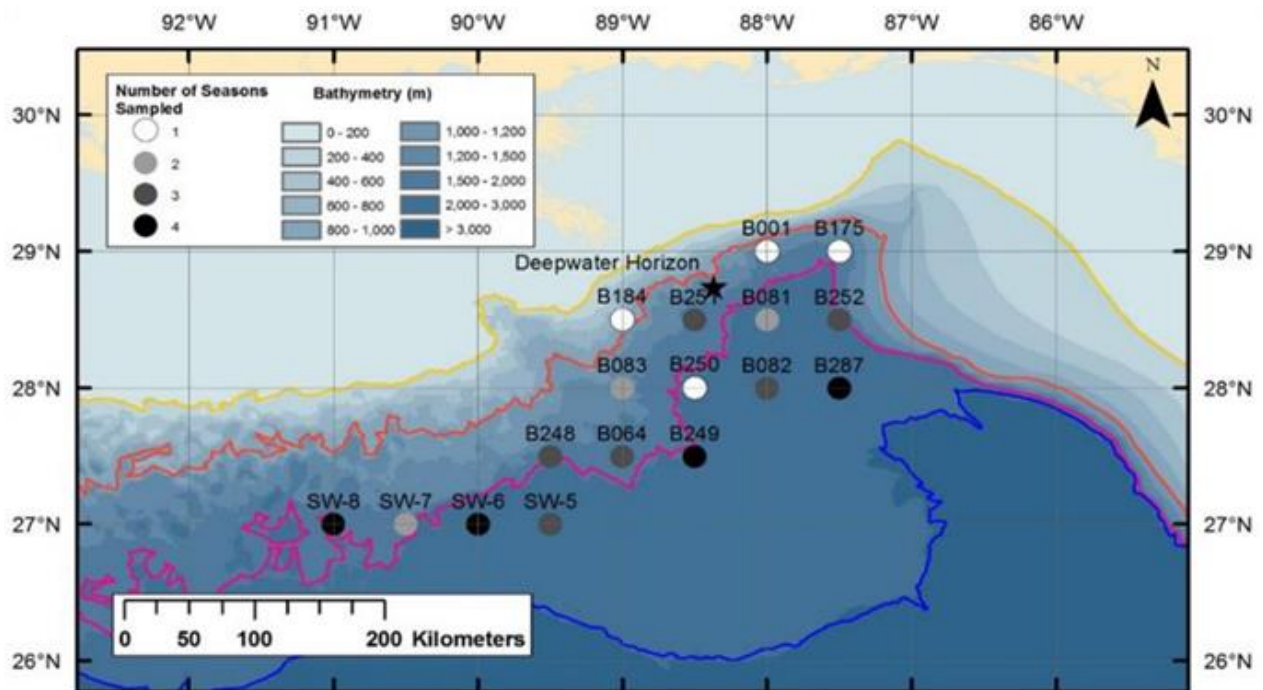 92°W 91°W 90°W 89°W 88°W 87°W 86°W
N
Number of Seasons
Sampled
1
2
3
4
Bathymetry (m)
0 - 200
200 - 400
400 - 600
600 - 800
800 - 1,000
1,000 - 1,200
1,200 - 1,500
1,500 - 2,000
2,000 - 3,000
> 3,000
30°N 30°N
29°N 29°N
28°N 28°N
27°N 27°N
26°N 26°N
B001 B175
Deepwater Horizon
B184 B25 B081 B252
B083 B250 B082 B287
B248 B064 B249
SW-8 SW-7 SW-6 SW-5
0 50 100 200 Kilometers